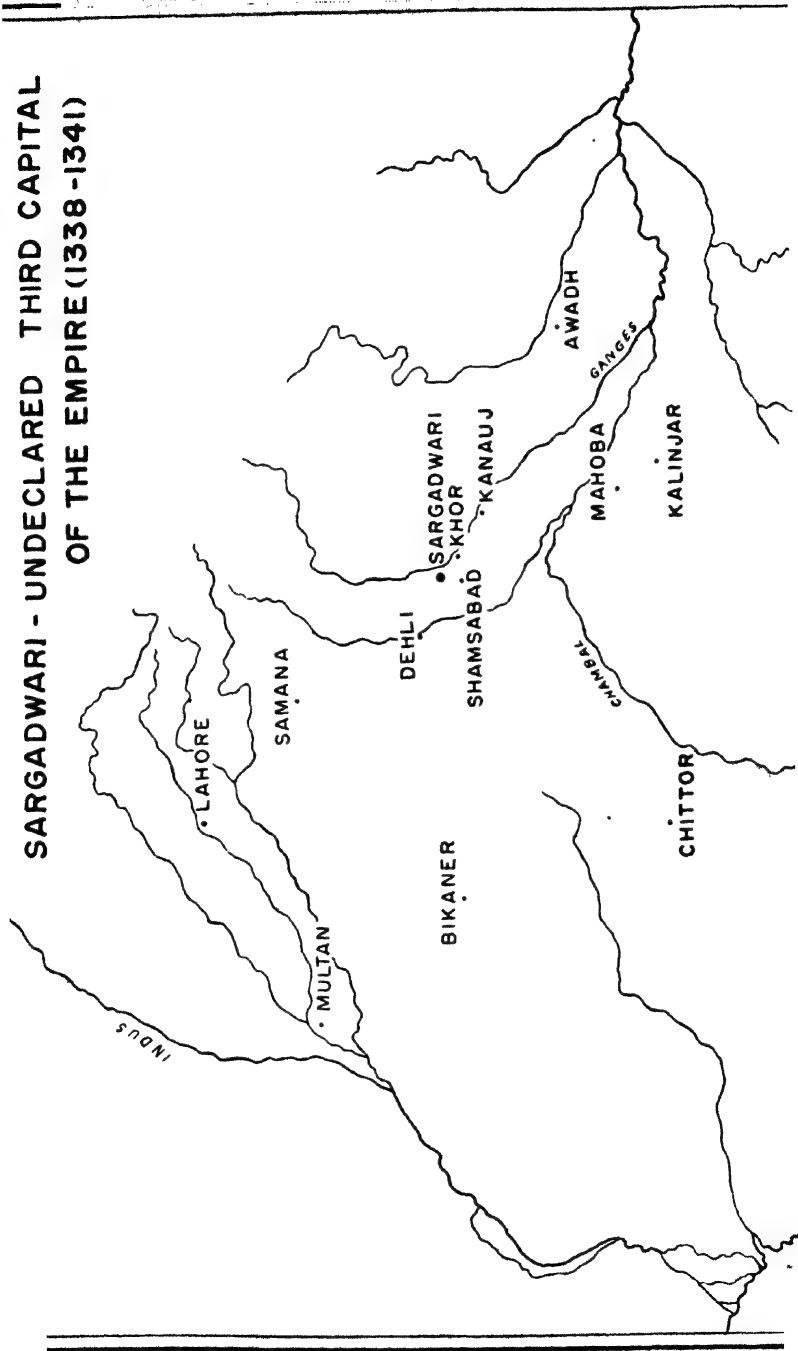 SARGADWARI - UNDECLARED THIRD CAPITAL
OF THE EMPIRE (1338-1341)
INDUS
LAHORE
SAMANA
MULTAN
DEHLI
SARGADWARI
KHOR
SHAMSABAD
KANAUJ
BIKANER
AWADH
GANGES
MAHOBA
CHAMBAL
KALINJAR
CHITTOR